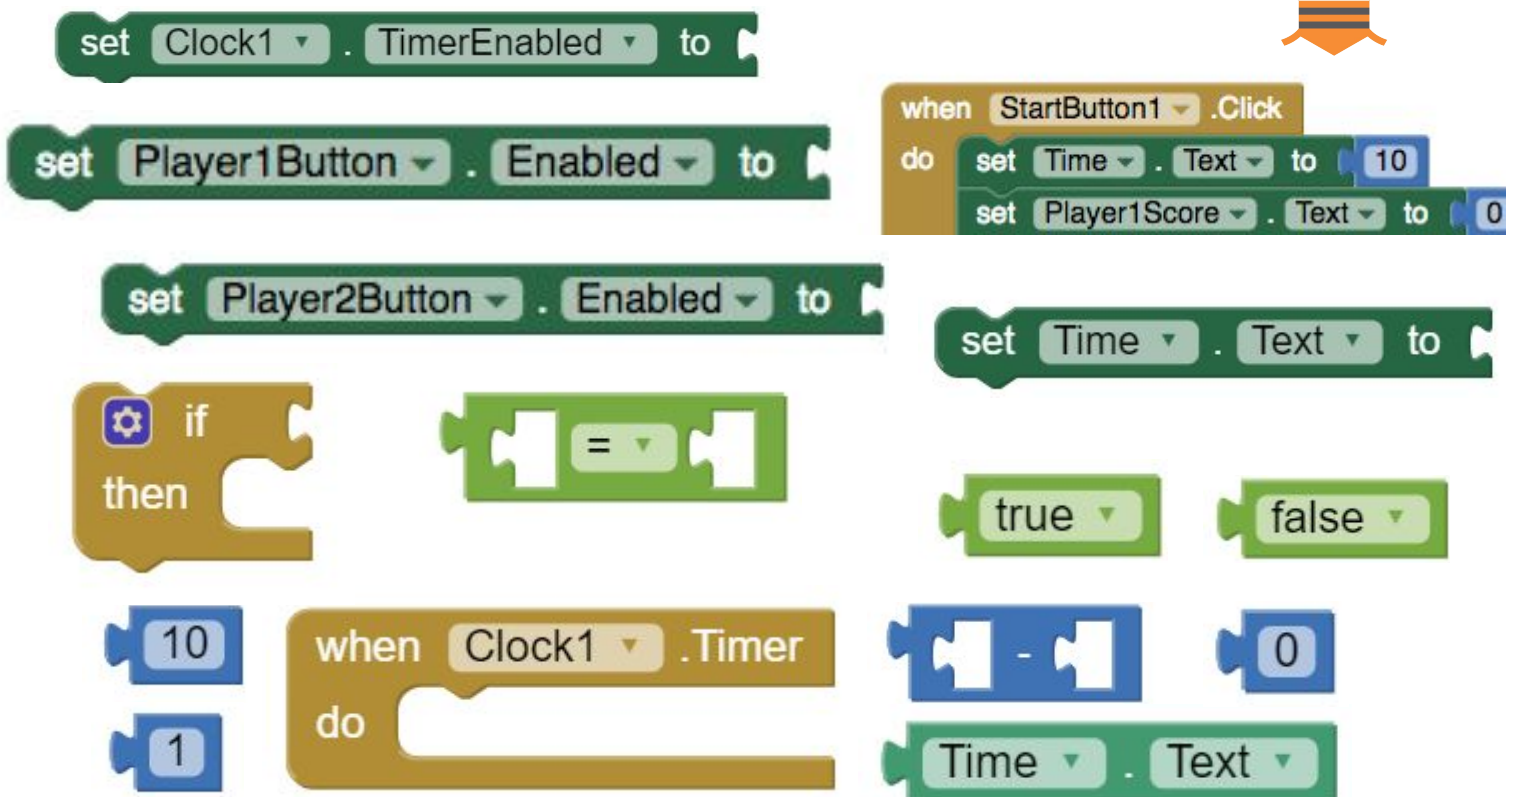 set Clock1 . TimerEnabled to
when StartButton1 .Click
set Player1Button . Enabled to
do set Time . Text to 10
set Player1Score . Text to 0
set Player2Button . Enabled to
set Time . Text to
if
=
then
true
false
10
when Clock1 .Timer
-
0
do
1
Time . Text